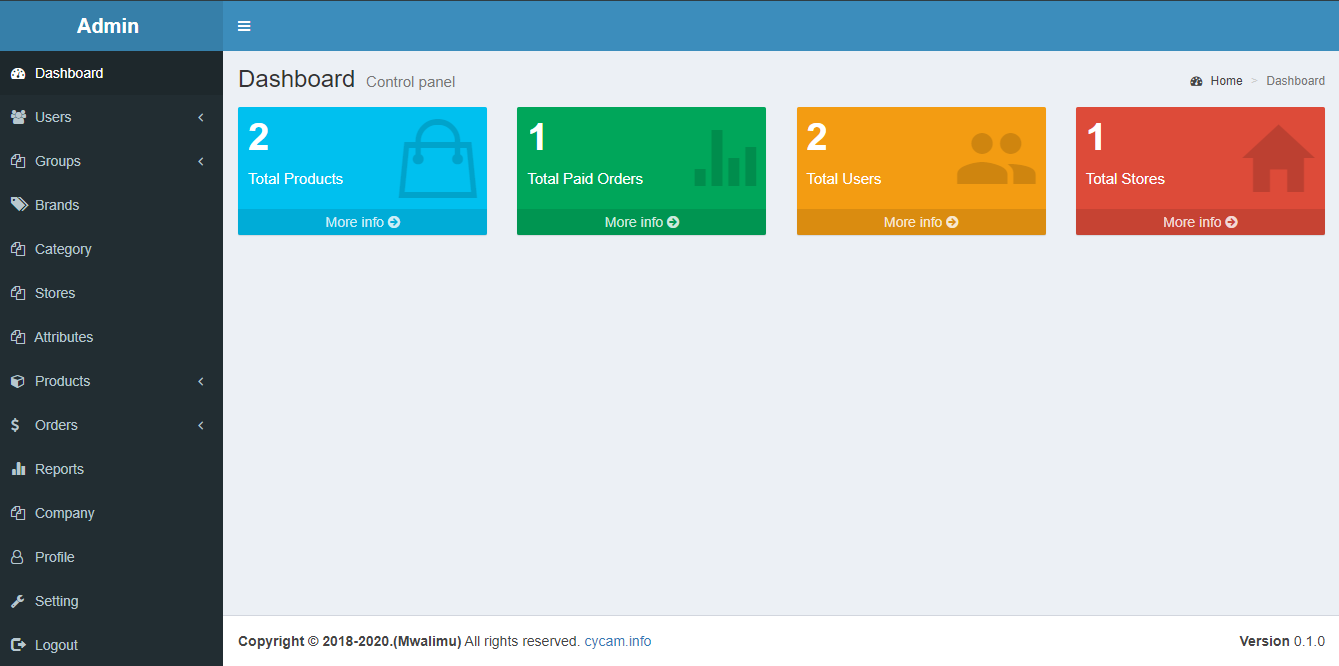 Admin
Dashboard
Users
Groups
Brands
Category
Stores
Attributes
Products
Orders
Reports
Company
Profile
Setting
Logout
Dashboard Control panel
Home > Dashboard
2
Total Products
More info
1
Total Paid Orders
More info
2
Total Users
More info
1
Total Stores
More info
Copyright © 2018-2020.(Mwalimu) All rights reserved. cycam.info
Version 0.1.0